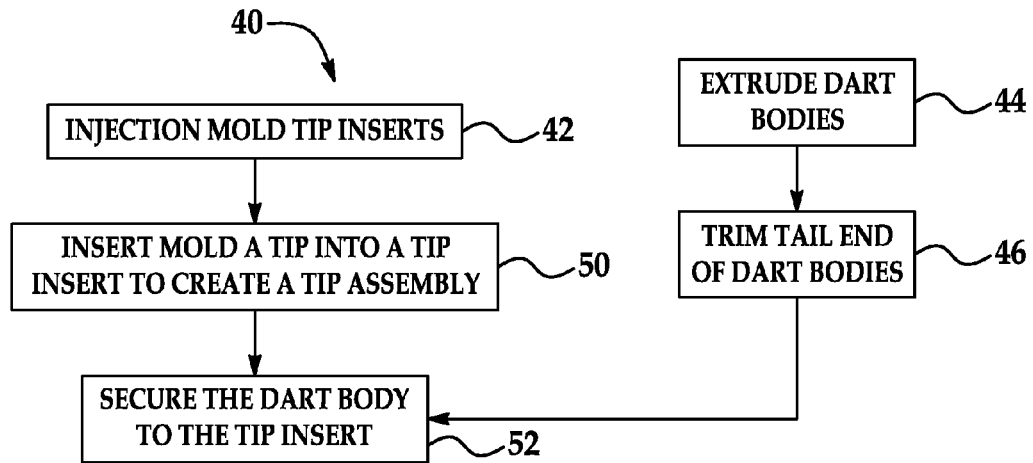 40
INJECTION MOLD TIP INSERTS
42
INSERT MOLD A TIP INTO A TIP
INSERT TO CREATE A TIP ASSEMBLY
50
SECURE THE DART BODY
TO THE TIP INSERT
52
EXTRUDE DART
BODIES
44
TRIM TAIL END
OF DART BODIES
46